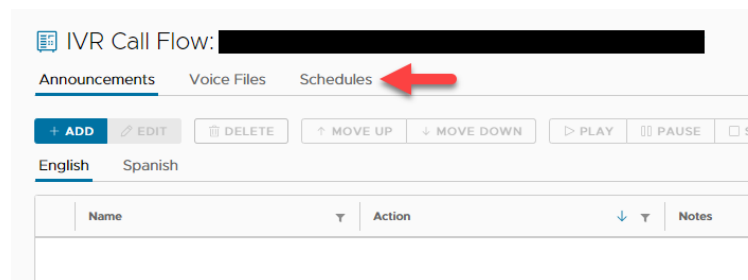 IVR Call Flow:
Announcements Voice Files Schedules
+ ADD EDIT DELETE ↑ MOVE UP ↓ MOVE DOWN PLAY PAUSE
English Spanish
Name Action ↓ Notes